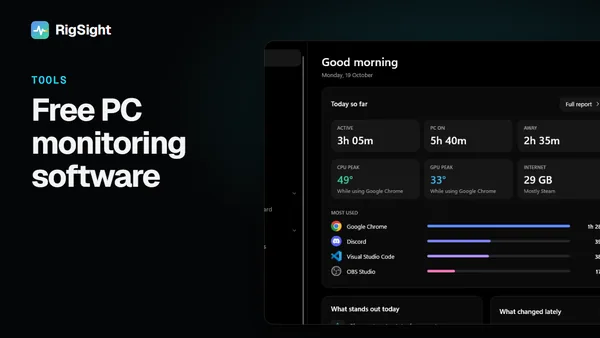 RigSight
TOOLS
Free PC
monitoring
software
Good morning
Monday, 19 October
Today so far
Full report
ACTIVE
3h 05m
PC ON
5h 40m
AWAY
2h 35m
CPU PEAK
49°
While using Google Chrome
GPU PEAK
33°
While using Google Chrome
INTERNET
29 GB
Mostly Steam
MOST USED
Google Chrome
Discord
Visual Studio Code
OBS Studio
What stands out today
What changed lately